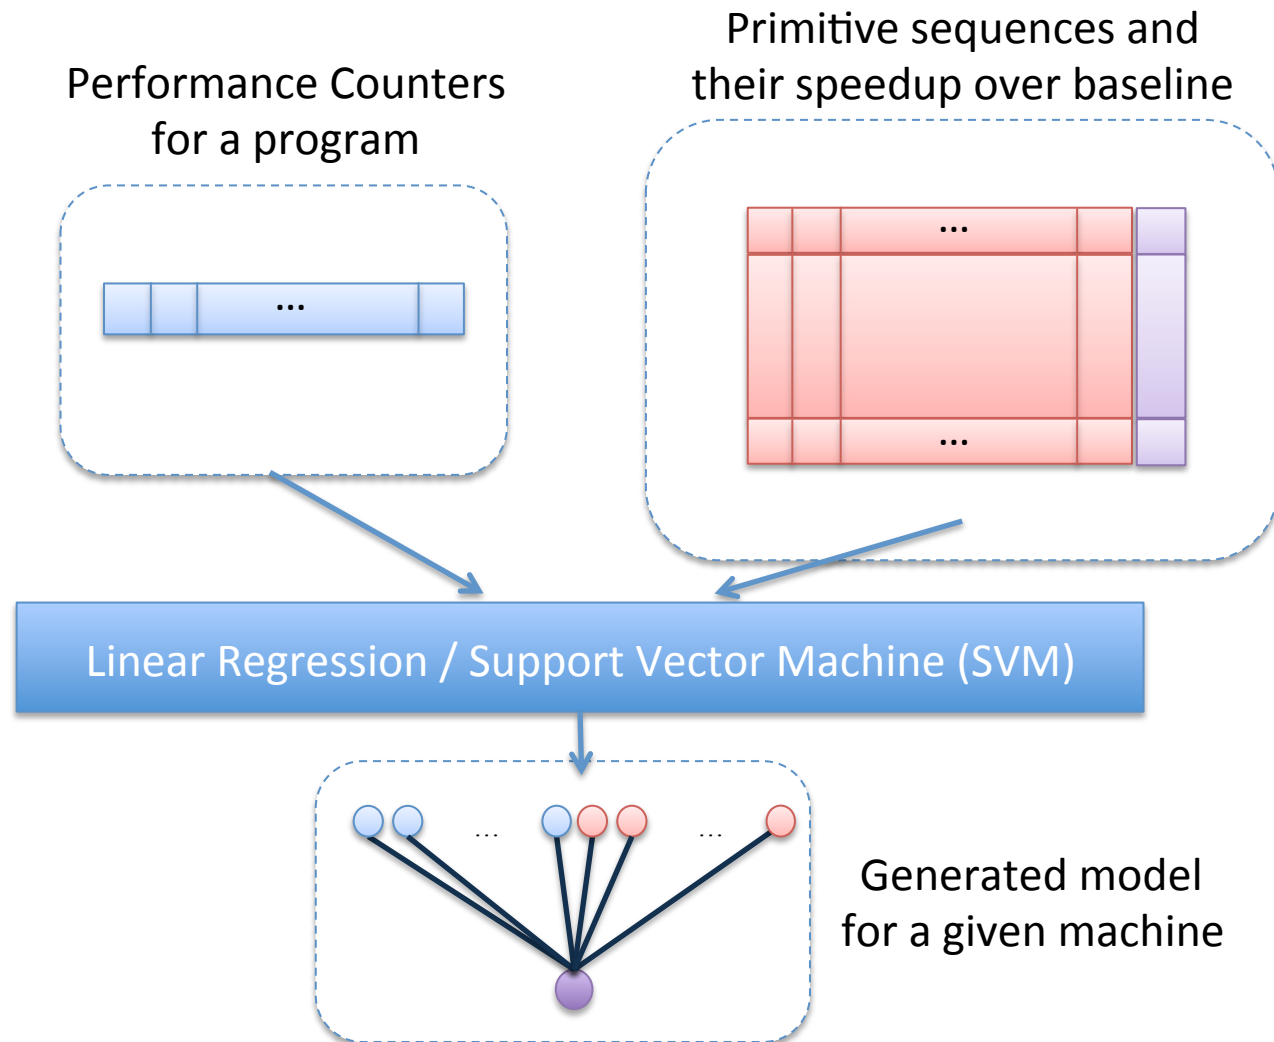 Performance Counters
for a program
Primitive sequences and
their speedup over baseline
...
...
...
Linear Regression / Support Vector Machine (SVM)
... ...
Generated model
for a given machine